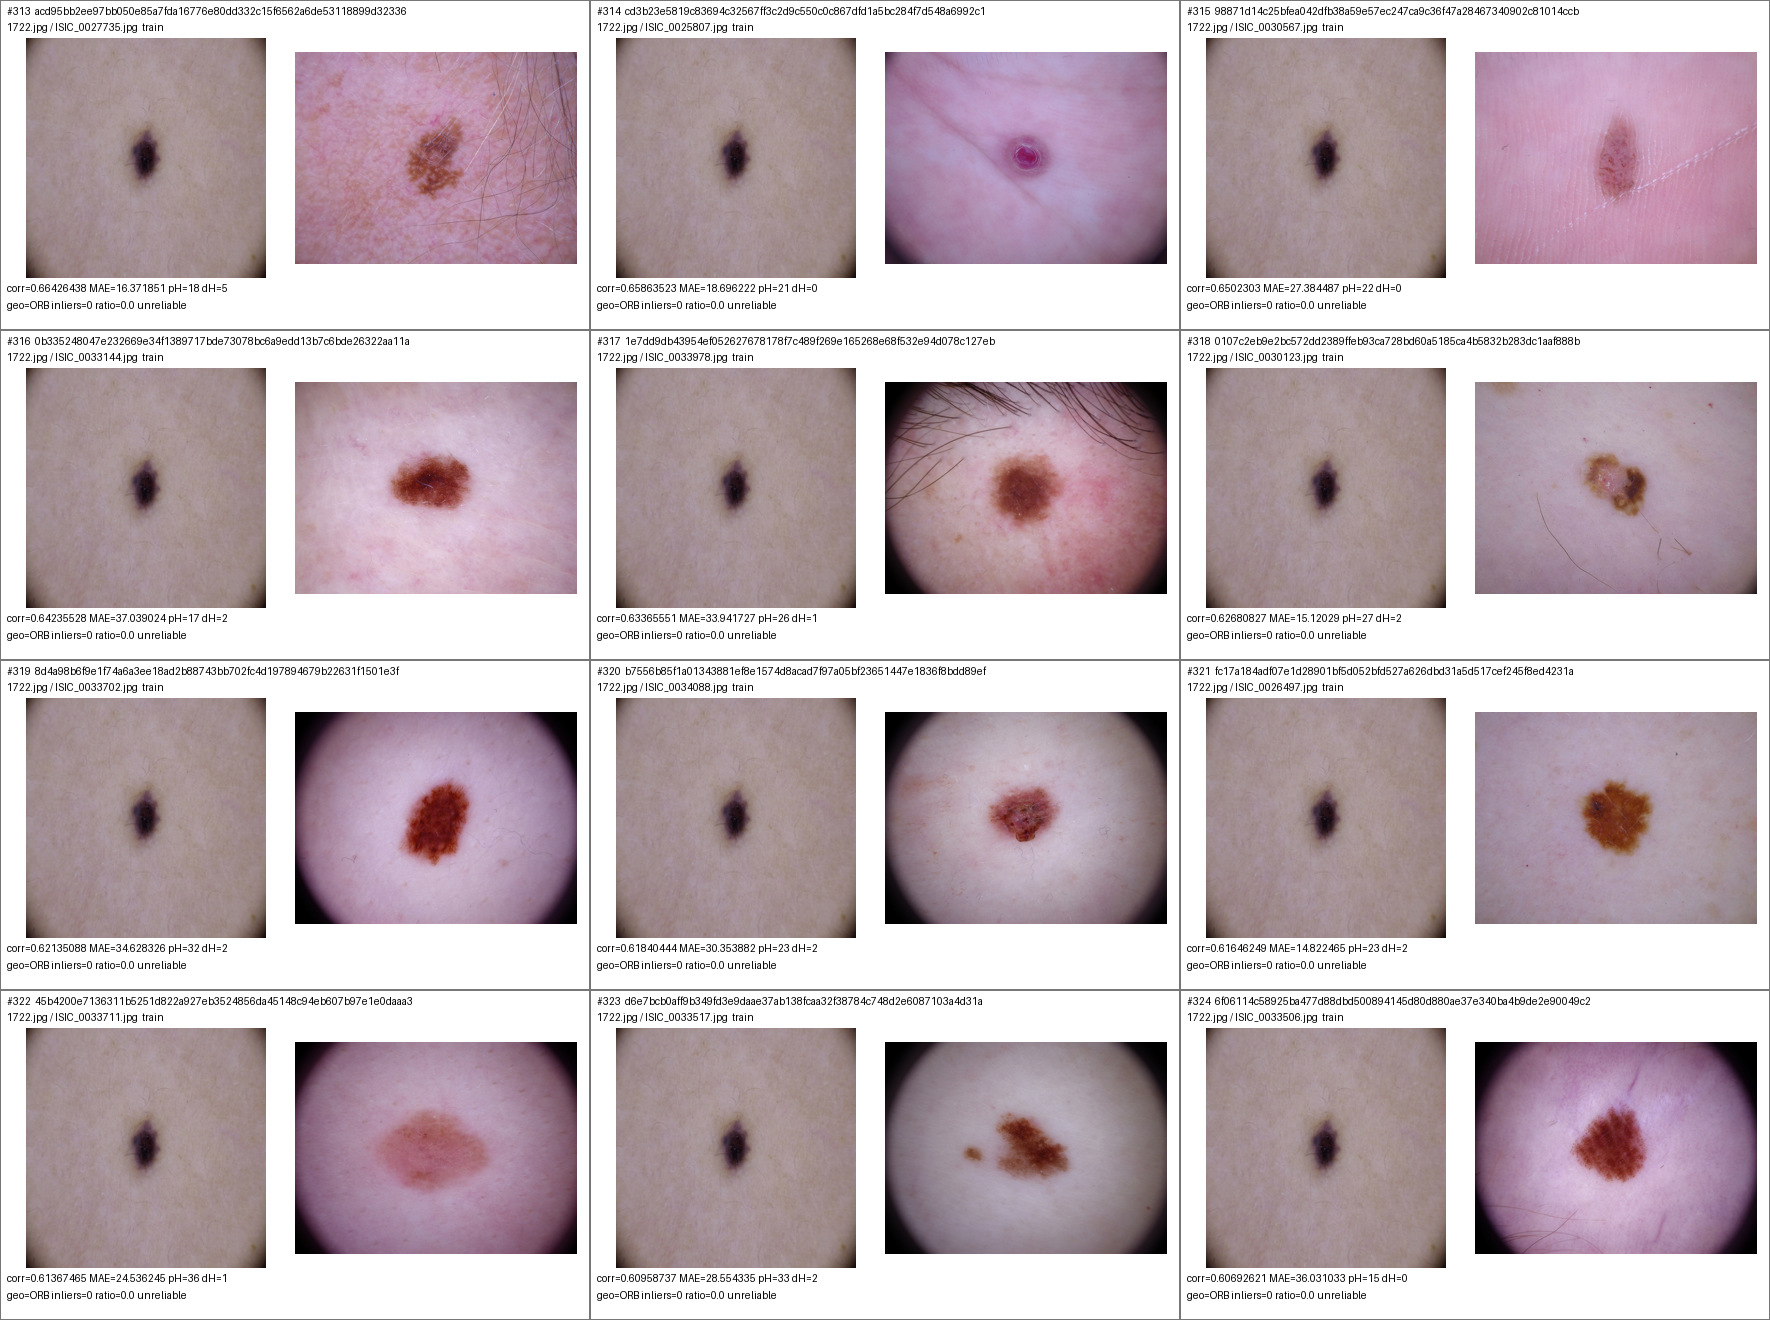 #313 acd95bb2ee97bb050e85a7fda16776e80dd332c15f6562a6de53118899d32336
1722.jpg / ISIC_0027735.jpg train
corr=0.66426438 MAE=16.371851 pH=18 dH=5
geo=ORB inliers=0 ratio=0.0 unreliable
#314 cd3b23e5819c83694c32567ff3c2d9c550c0c867dfd1a5bc284f7d548a6992c1
1722.jpg / ISIC_0025807.jpg train
corr=0.65863523 MAE=18.696222 pH=21 dH=0
geo=ORB inliers=0 ratio=0.0 unreliable
#315 98871d14c25bfea042dfb38a59e57ec247ca9c36f47a28467340902c81014ccb
1722.jpg / ISIC_0030567.jpg train
corr=0.6502303 MAE=27.384487 pH=22 dH=0
geo=ORB inliers=0 ratio=0.0 unreliable
#316 0b335248047e232669e34f1389717bde73078bc6a9edd13b7c6bde26322aa11a
1722.jpg / ISIC_0033144.jpg train
corr=0.64235528 MAE=37.039024 pH=17 dH=2
geo=ORB inliers=0 ratio=0.0 unreliable
#317 1e7dd9db43954ef052627678178f7c489f269e165268e68f532e94d078c127eb
1722.jpg / ISIC_0033978.jpg train
corr=0.63365551 MAE=33.941727 pH=26 dH=1
geo=ORB inliers=0 ratio=0.0 unreliable
#318 0107c2eb9e2bc572dd2389ffeb93ca728bd60a5185ca4b5832b283dc1aaf888b
1722.jpg / ISIC_0030123.jpg train
corr=0.62680827 MAE=15.12029 pH=27 dH=2
geo=ORB inliers=0 ratio=0.0 unreliable
#319 8d4a98b6f9e1f74a6a3ee18ad2b88743bb702fc4d197894679b22631f1501e3f
1722.jpg / ISIC_0033702.jpg train
corr=0.62135088 MAE=34.628326 pH=32 dH=2
geo=ORB inliers=0 ratio=0.0 unreliable
#320 b7556b85f1a01343881ef8e1574d8acad7f97a05bf23651447e1836f8bdd89ef
1722.jpg / ISIC_0034088.jpg train
corr=0.61840444 MAE=30.353882 pH=23 dH=2
geo=ORB inliers=0 ratio=0.0 unreliable
#321 fc17a184adf07e1d28901bf5d052bfd527a626dbd31a5d517cef245f8ed4231a
1722.jpg / ISIC_0026497.jpg train
corr=0.61646249 MAE=14.822465 pH=23 dH=2
geo=ORB inliers=0 ratio=0.0 unreliable
#322 45b4200e7136311b5251d822a927eb3524856da45148c94eb607b97e1e0daaa3
1722.jpg / ISIC_0033711.jpg train
corr=0.61367465 MAE=24.536245 pH=36 dH=1
geo=ORB inliers=0 ratio=0.0 unreliable
#323 d6e7bcb0aff9b349fd3e9daae37ab138fcaa32f38784c748d2e6087103a4d31a
1722.jpg / ISIC_0033517.jpg train
corr=0.60958737 MAE=28.554335 pH=33 dH=2
geo=ORB inliers=0 ratio=0.0 unreliable
#324 6f06114c58925ba477d88dbd500894145d80d880ae37e340ba4b9de2e90049c2
1722.jpg / ISIC_0033506.jpg train
corr=0.60692621 MAE=36.031033 pH=15 dH=0
geo=ORB inliers=0 ratio=0.0 unreliable